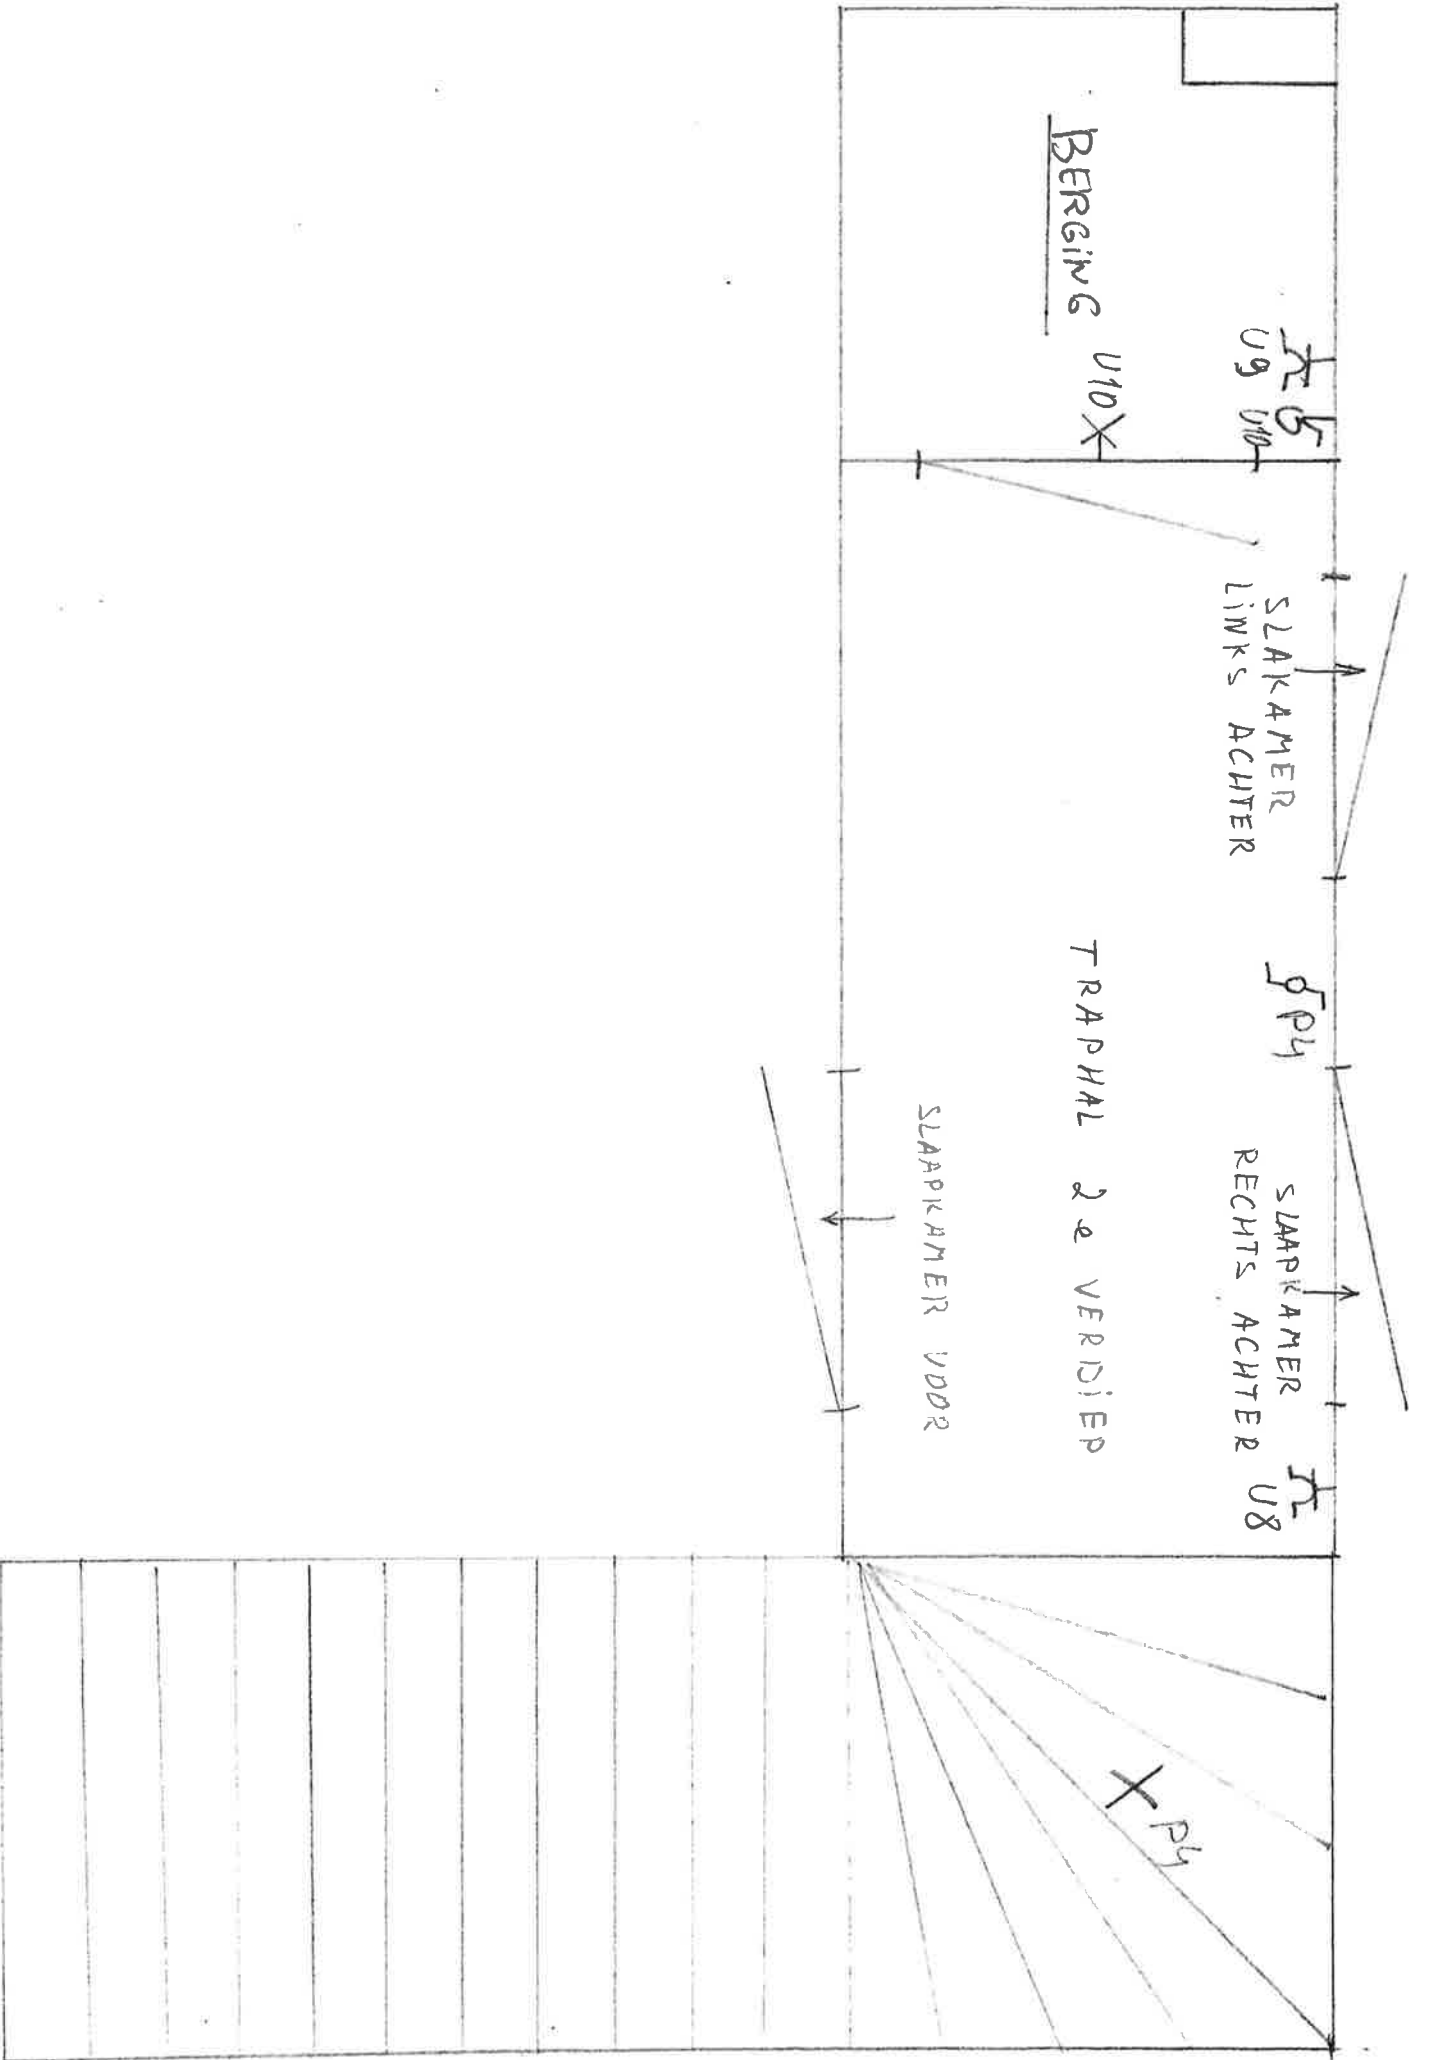 BERGING
U10
U9
U10
SLAKAMER
LINKS ACHTER
P4
SLAAPKAMER
RECHTS ACHTER
U8
TRAPHAL 2e VERDIEP
SLAAPKAMER VOOR
P4